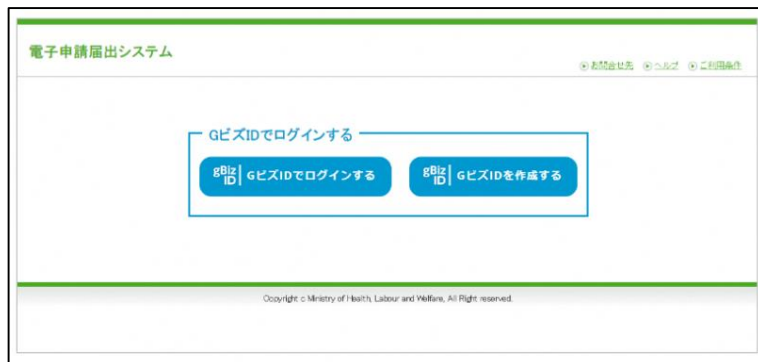 電子申請届出システム
お問合せ先 ヘルプ ご利用条件
GビズIDでログインする
gBiz ID GビズIDでログインする gBiz ID GビズIDを作成する
Copyright c Ministry of Health, Labour and Welfare, All Right reserved.